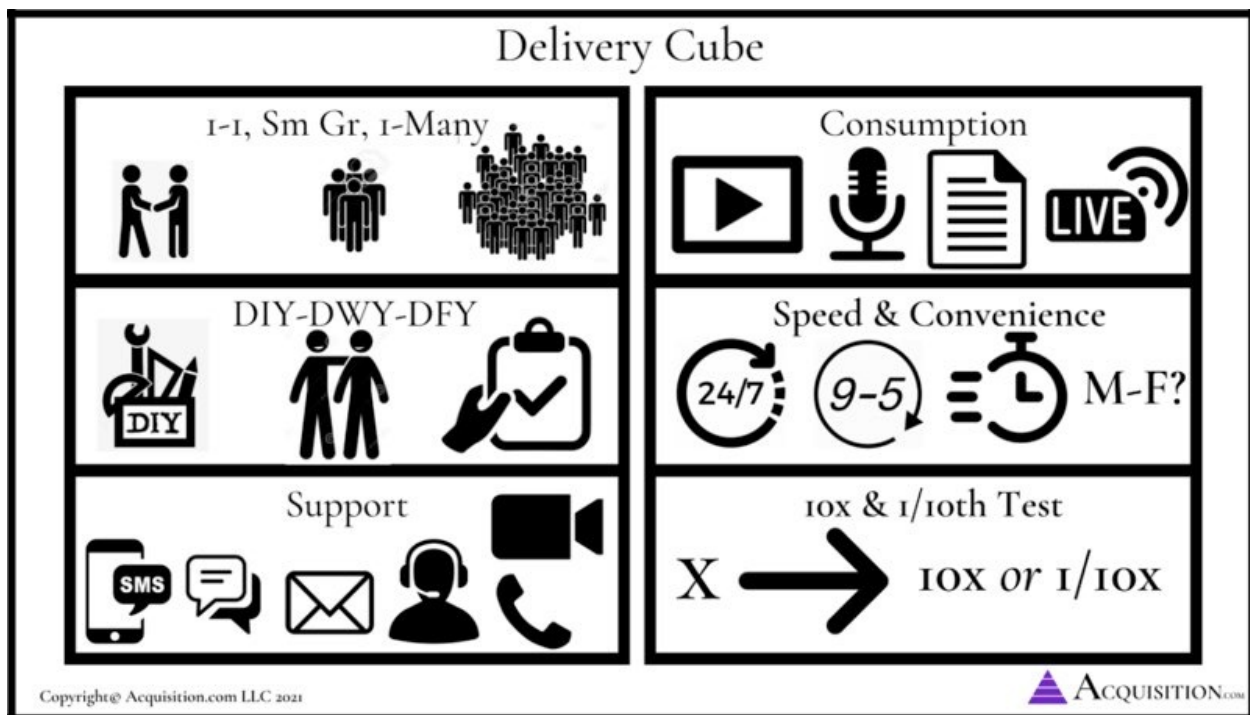 Delivery Cube
1-1, Sm Gr, 1-Many
Consumption
LIVE
DIY-DWY-DFY
DIY
Speed & Convenience
24/7
9-5
M-F?
Support
SMS
10x & 1/10th Test
X
10x or 1/10x
Copyright@ Acquisition.com LLC 2021
ACQUISITION.COM